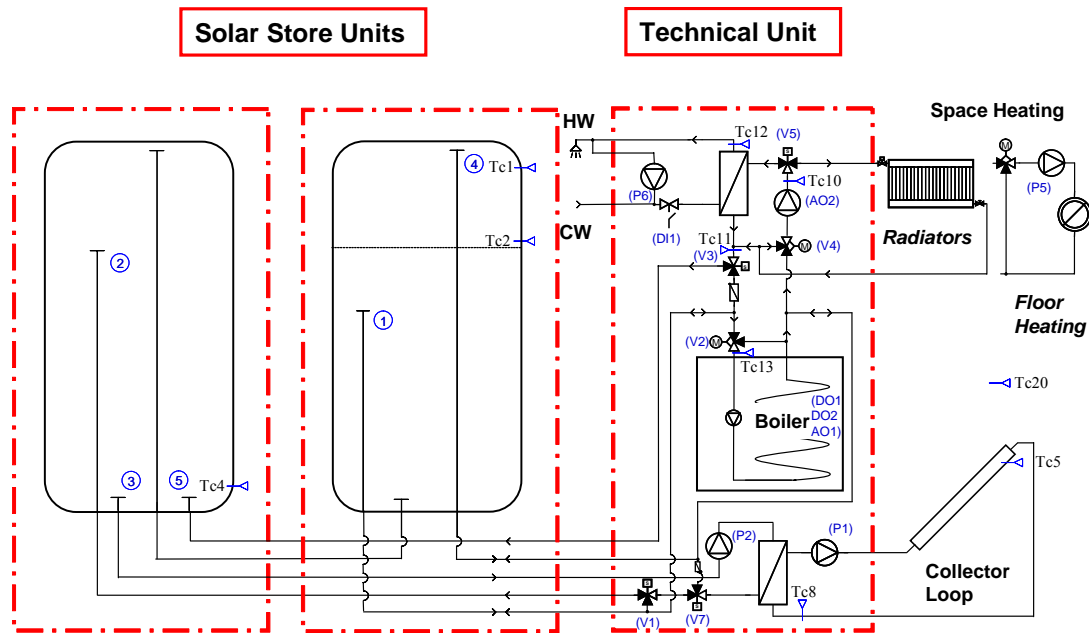 Solar Store Units
Technical Unit
HW
CW
Tc12
(V5)
Space Heating
M
(P5)
4
Tc1
(P6)
Tc10
(AO2)
(DI1)
Tc11
(V3)
M
(V4)
Radiators
Tc2
2
Floor
Heating
1
(V2)
M
Tc13
Tc20
Boiler
(DO1
DO2
AO1)
3
5
Tc4
Tc5
(P2)
(P1)
Collector
Loop
Tc8
(V1)
(V7)